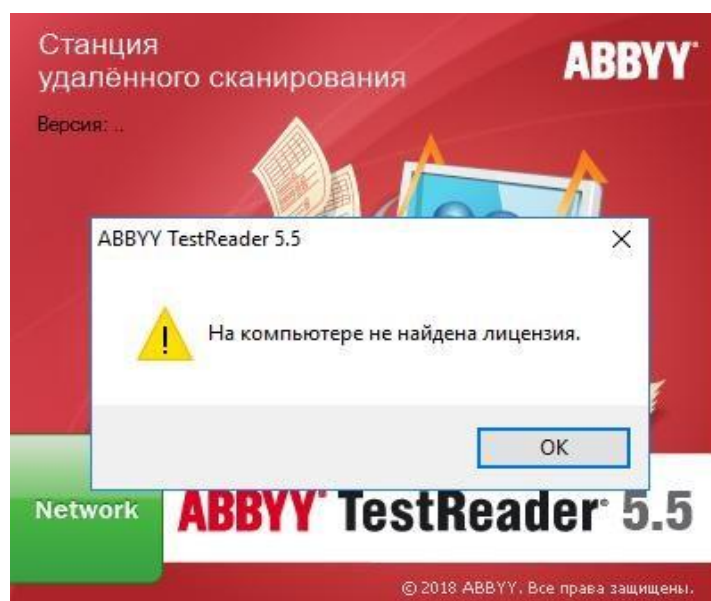 Станция
удалённого сканирования
ABBYY
Версия: ..
ABBYY TestReader 5.5
На компьютере не найдена лицензия.
OK
Network
ABBYY TestReader 5.5
© 2018 ABBYY. Все права защищены.